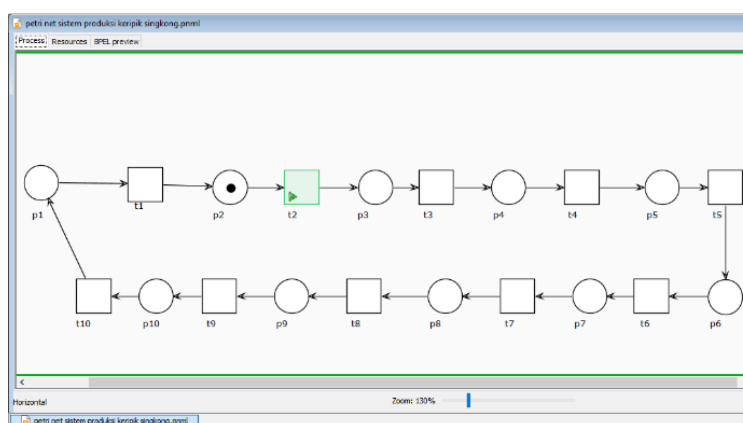 petri net sistem produksi keripik singkong.pnml
Process Resources BPEL preview
p1 t1 p2 t2 p3 t3 p4 t4 p5 t5
t10 p10 t9 p9 t8 p8 t7 p7 t6 p6
Horizontal Zoom: 130%
petri net sistem produksi keripik singkong.pnml